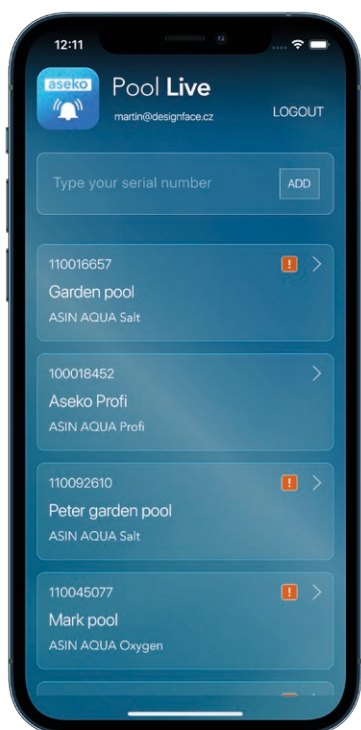 12:11
aseko
Pool Live
martin@designface.cz
LOGOUT
Type your serial number
ADD
110016657
!
Garden pool
ASIN AQUA Salt
100018452
Aseko Profi
ASIN AQUA Profi
110092610
!
Peter garden pool
ASIN AQUA Salt
110045077
!
Mark pool
ASIN AQUA Oxygen